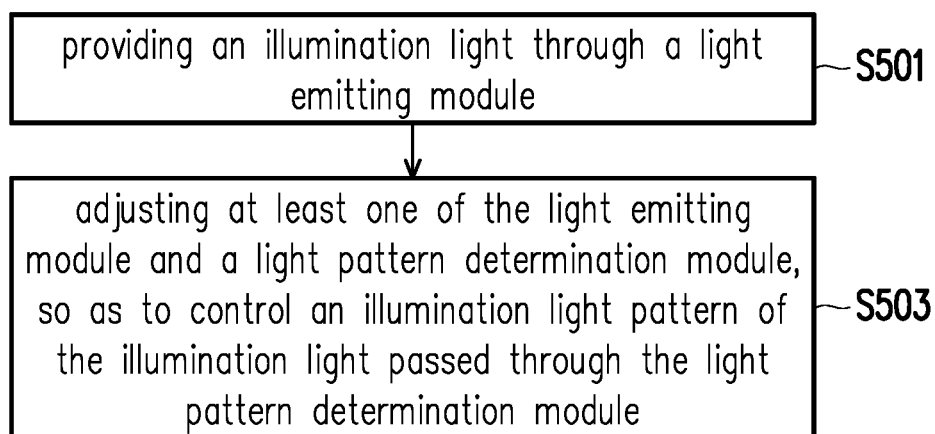 providing an illumination light through a light
emitting module
S501
adjusting at least one of the light emitting
module and a light pattern determination module,
so as to control an illumination light pattern of
the illumination light passed through the light
pattern determination module
S503